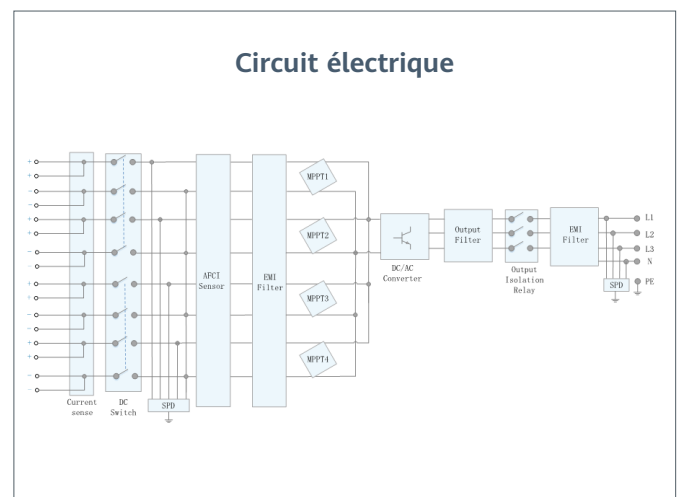 Circuit électrique
+
+
-
-
+
+
-
-
+
+
-
-
+
+
-
-
Current
sense
DC
Switch
SPD
AFCI
Sensor
EMI
Filter
MPPT1
MPPT2
MPPT3
MPPT4
DC/AC
Converter
Output
Filter
Output
Isolation
Relay
EMI
Filter
L1
L2
L3
N
PE
SPD